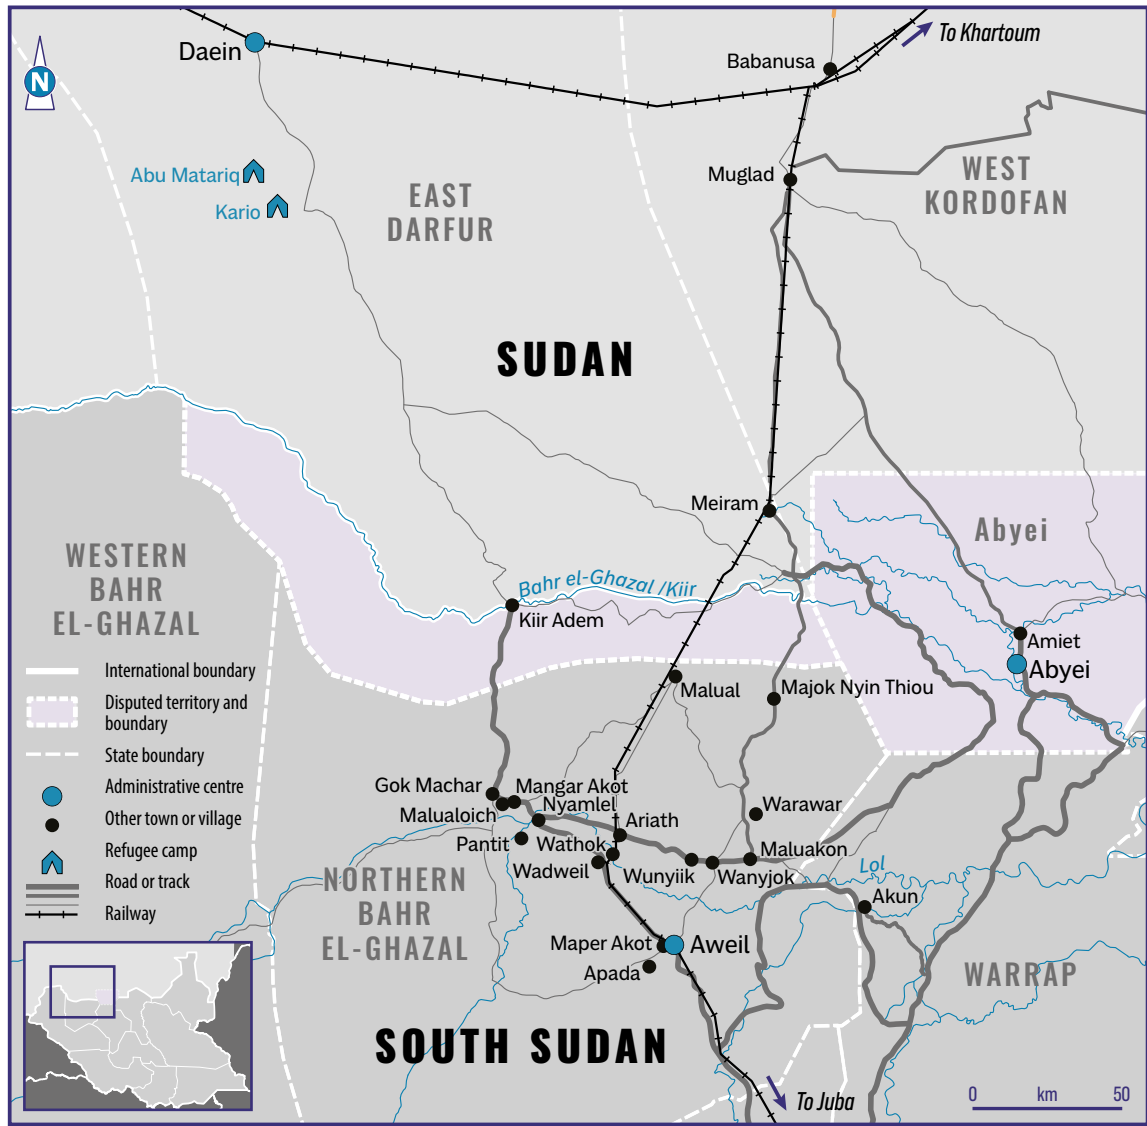 To Khartoum
Daein
Babanusa
N
Abu Matariq
Kario
EAST
DARFUR
Muglad
WEST
KORDOFAN
SUDAN
Meiram
Abyei
WESTERN
BAHR
EL-GHAZAL
Bahr el-Ghazal /Kiir
Kiir Adem
Amiet
Abyei
Malual
Majok Nyin Thiou
International boundary
Disputed territory and
boundary
State boundary
Administrative centre
Other town or village
Refugee camp
Road or track
Railway
Gok Machar
Mangar Akot
Malualoich
Nyamlel
Warawar
Ariath
Pantit
Wathok
Maluakon
Wadweil
Wunyiik
Wanyjok
Lol
NORTHERN
BAHR
EL-GHAZAL
Akun
Maper Akot
Aweil
Apada
WARRAP
SOUTH SUDAN
To Juba
0 km 50